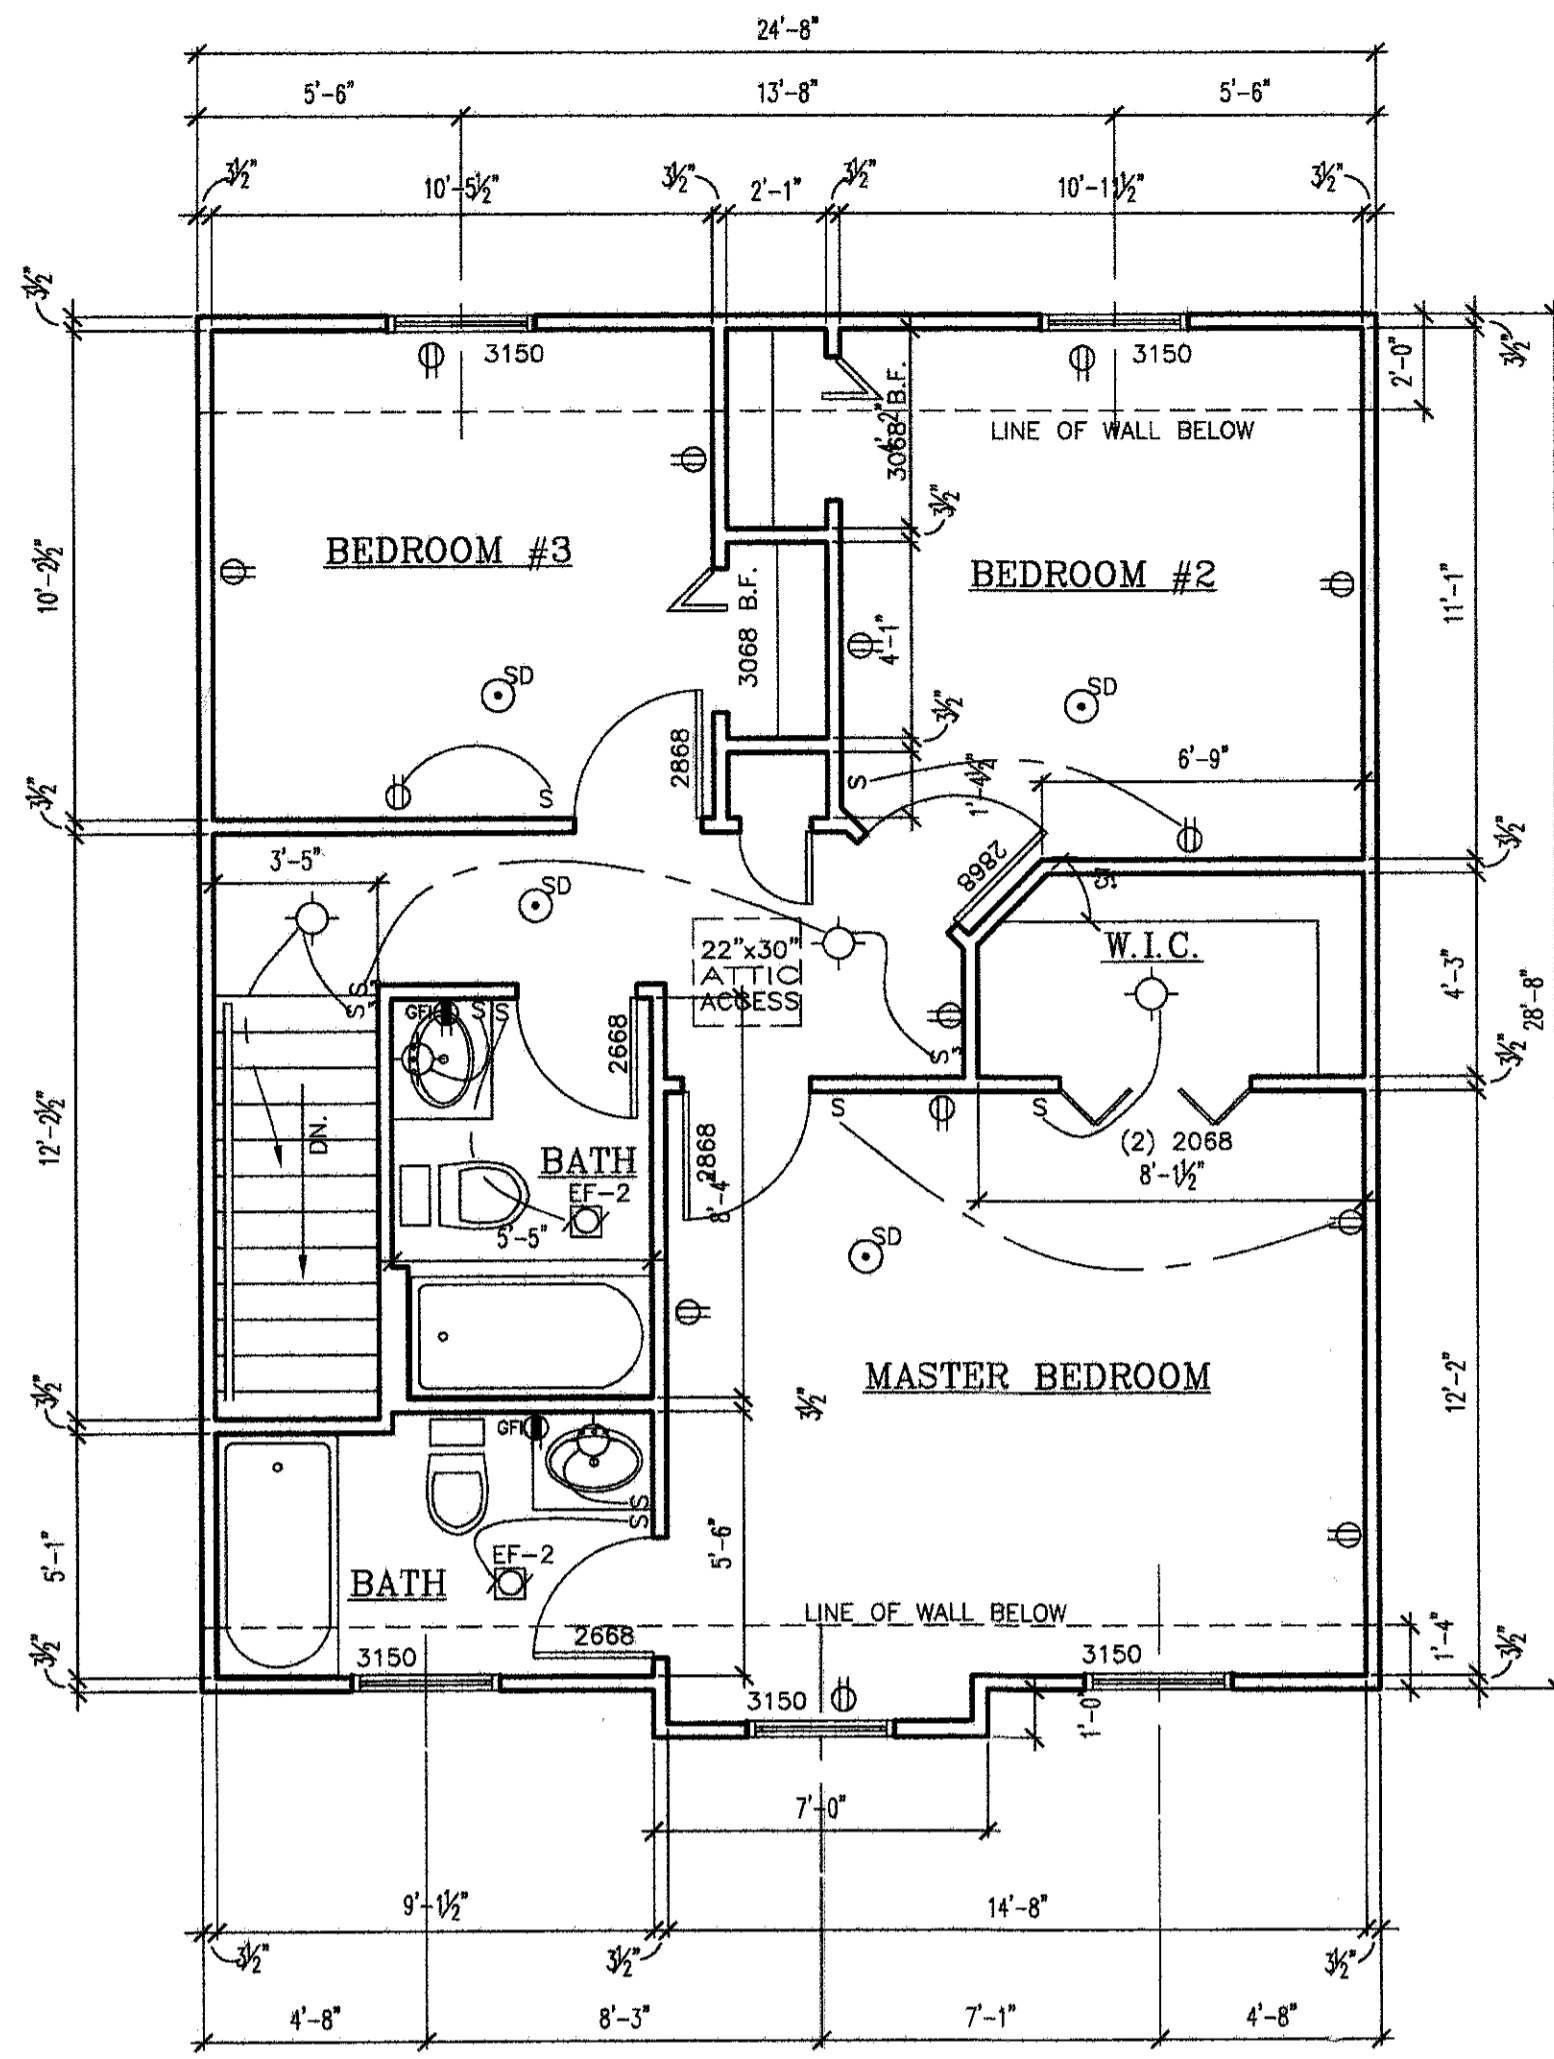 24'-8"
5'-6" 13'-8" 5'-6"
3½" 10'-5½" 3½" 2'-1" 3½" 10'-11½" 3½"
3½"
3150
3150
2'-0"
3½"
4'-2"
3068 B.F.
LINE OF WALL BELOW
3½"
BEDROOM #3
BEDROOM #2
10'-2½"
11'-1"
3068 B.F.
4'-1"
SD
SD
3½"
2868
S
S
1'-4½"
6'-9"
3½"
3½"
3'-5"
2868
SD
22"x30"
ATTIC
ACCESS
W.I.C.
4'-3"
28'-8"
S3
S3
GFI
S S
2668
S3
3½"
S
S
DN.
12'-2½"
2868
(2) 2068
8'-1½"
BATH
EF-2
8'-4"
5'-5"
SD
MASTER BEDROOM
12'-2"
3½"
3½"
GFI
S
S
5'-1"
5'-6"
EF-2
BATH
LINE OF WALL BELOW
2668
3150
3150
1'-4"
3½"
3½"
3150
1'-0"
7'-0"
9'-1½" 14'-8"
3½" 3½" 3½"
4'-8" 8'-3" 7'-1" 4'-8"